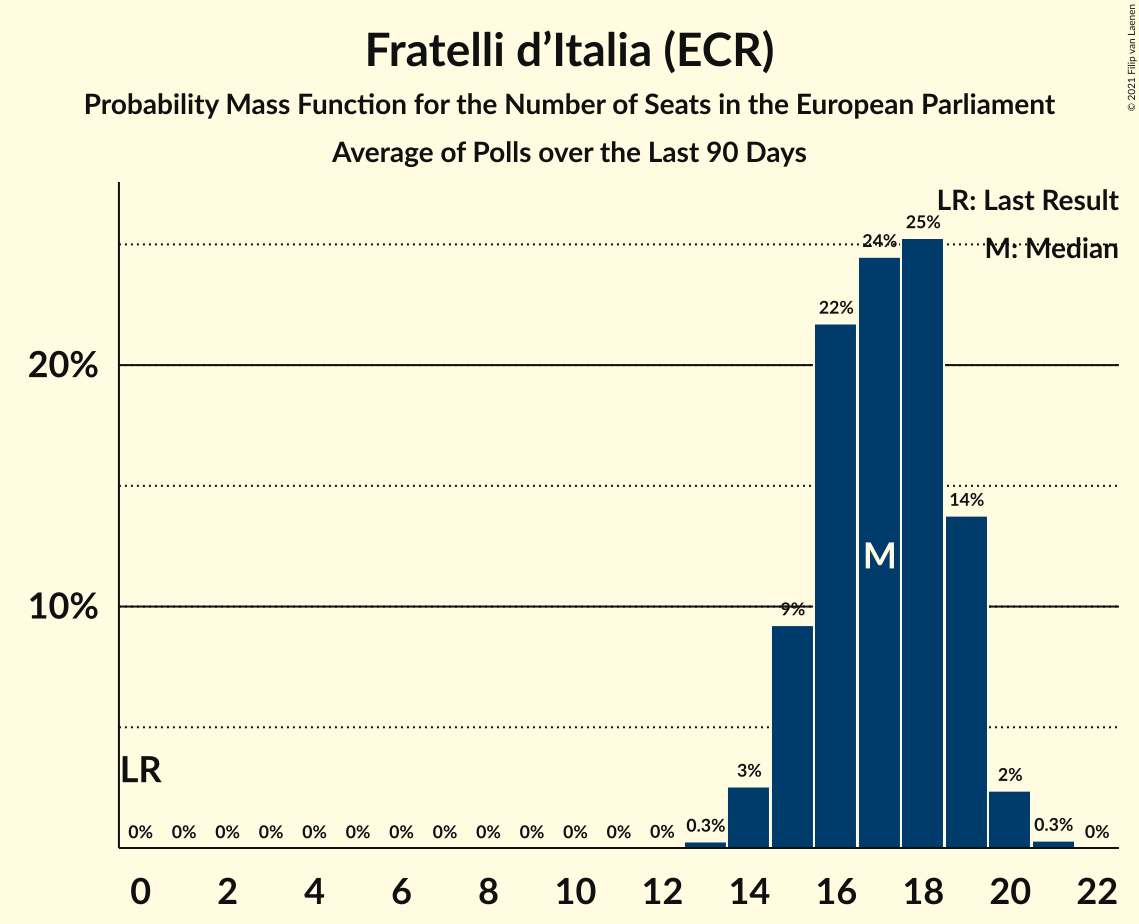 Fratelli d’Italia (ECR)
Probability Mass Function for the Number of Seats in the European Parliament
Average of Polls over the Last 90 Days
© 2021 Filip van Laenen
LR: Last Result
M: Median
25%
24%
22%
20%
14%
M
10%
9%
LR
3%
2%
0% 0% 0% 0% 0% 0% 0% 0% 0% 0% 0% 0% 0% 0.3% 0.3% 0%
0 2 4 6 8 10 12 14 16 18 20 22